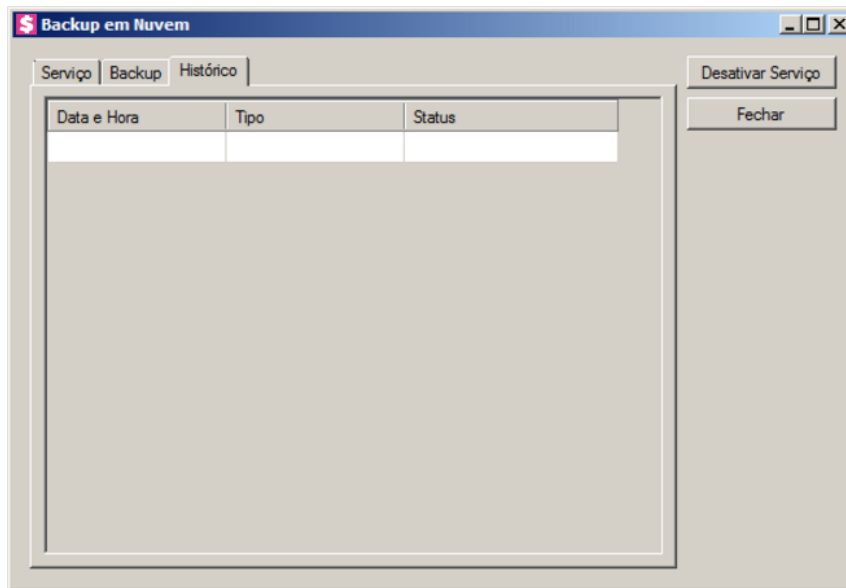 $ Backup em Nuvem
Serviço Backup Histórico
Desativar Serviço
Fechar
Data e Hora Tipo Status